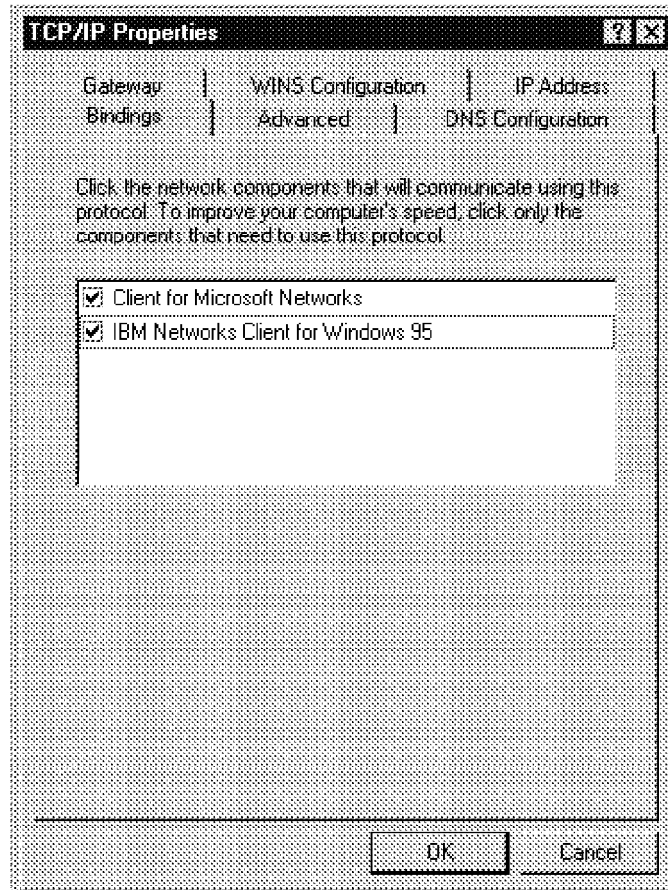 TCP/IP Properties
Gateway WINS Configuration IP Address
Bindings Advanced DNS Configuration
Click the network components that will communicate using this
protocol. To improve your computer's speed, click only the
components that need to use this protocol.
Client for Microsoft Networks
IBM Networks Client for Windows 95
OK Cancel